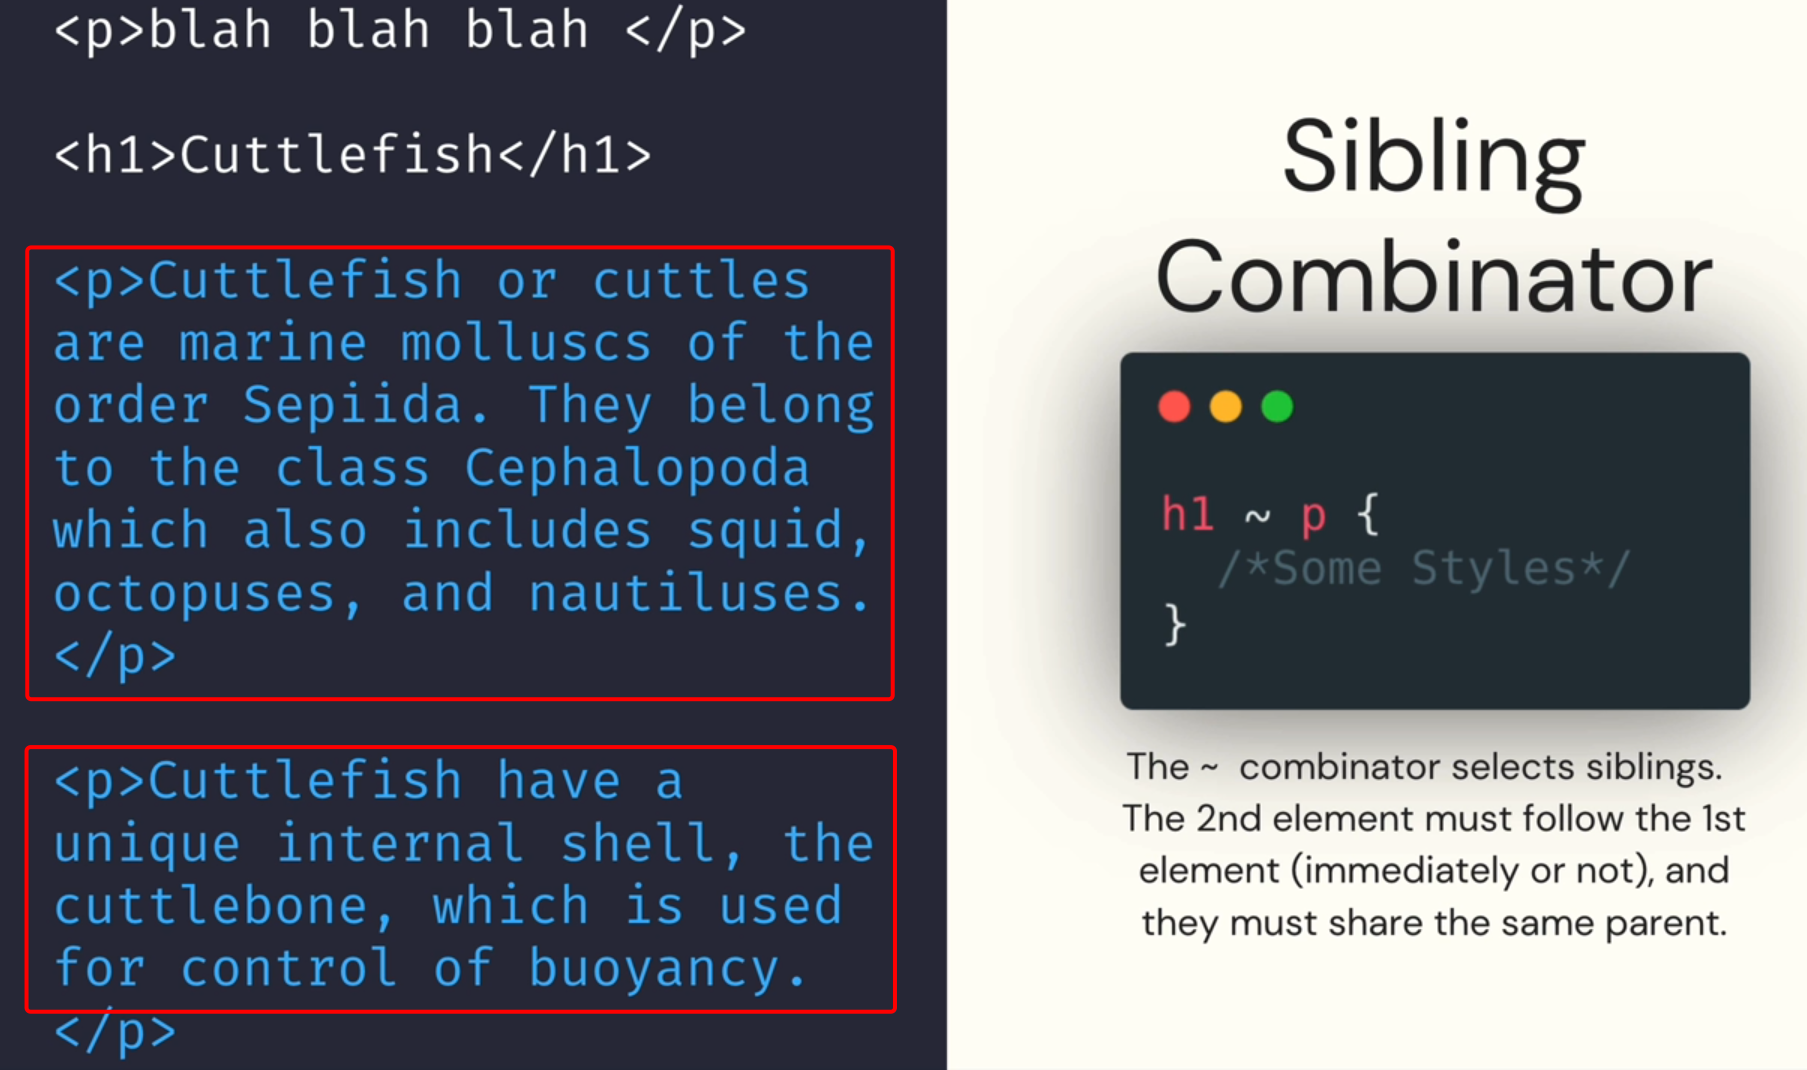 <p>blah blah blah </p>
<h1>Cuttlefish</h1>
<p>Cuttlefish or cuttles
are marine molluscs of the
order Sepiida. They belong
to the class Cephalopoda
which also includes squid,
octopuses, and nautiluses.
</p>
<p>Cuttlefish have a
unique internal shell, the
cuttlebone, which is used
for control of buoyancy.
</p>
Sibling
Combinator
h1 ~ p {
/*Some Styles*/
}
The ~ combinator selects siblings.
The 2nd element must follow the 1st
element (immediately or not), and
they must share the same parent.